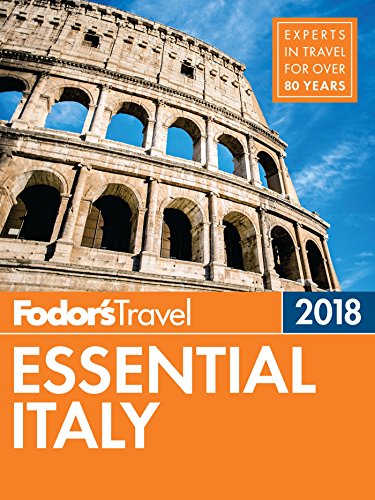 EXPERTS
IN TRAVEL
FOR OVER
80 YEARS
Fodor'sTravel
2018
ESSENTIAL
ITALY